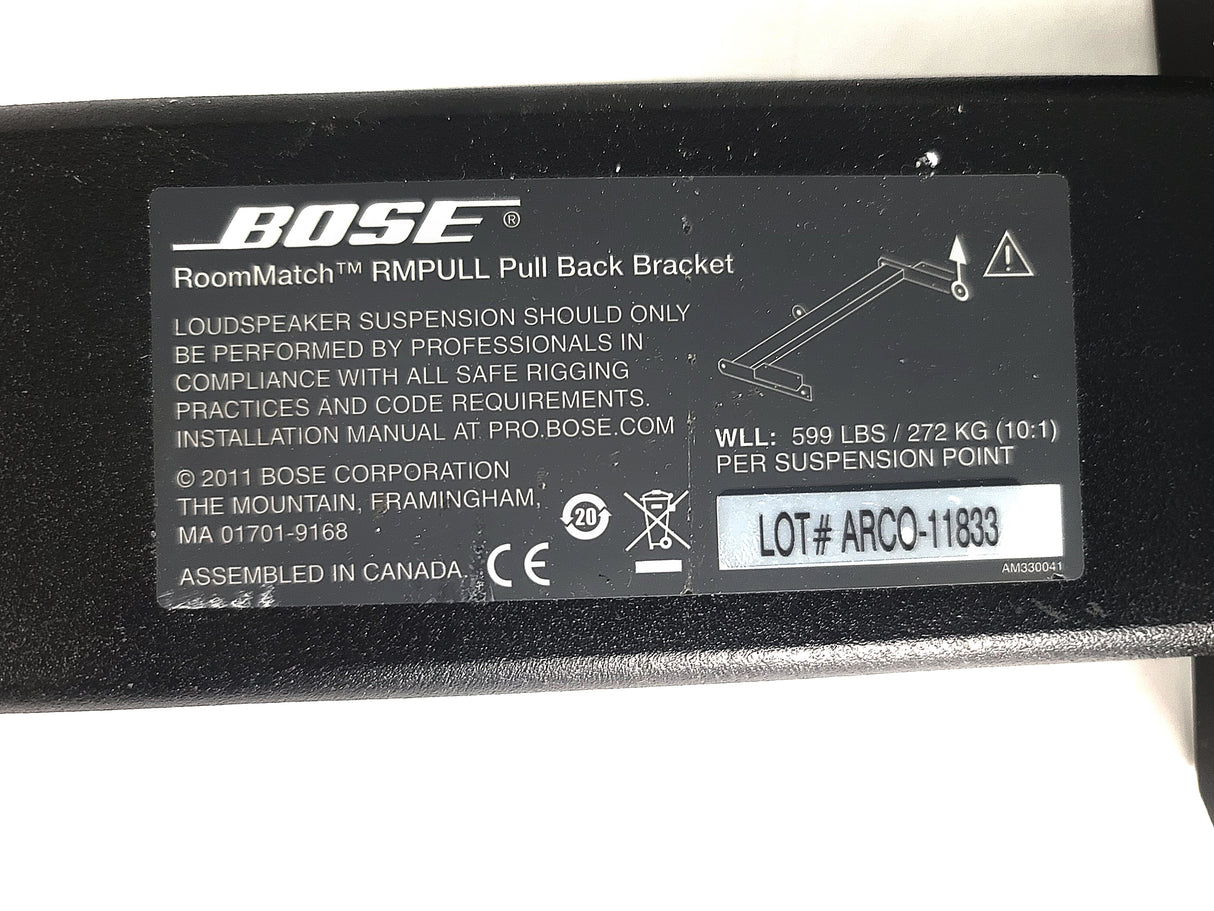 BOSE®
RoomMatch™ RMPULL Pull Back Bracket
LOUDSPEAKER SUSPENSION SHOULD ONLY
BE PERFORMED BY PROFESSIONALS IN
COMPLIANCE WITH ALL SAFE RIGGING
PRACTICES AND CODE REQUIREMENTS.
INSTALLATION MANUAL AT PRO.BOSE.COM
© 2011 BOSE CORPORATION
THE MOUNTAIN, FRAMINGHAM,
MA 01701-9168
ASSEMBLED IN CANADA
CE
20
!
WLL: 599 LBS / 272 KG (10:1)
PER SUSPENSION POINT
LOT# ARCO-11833
AM330041